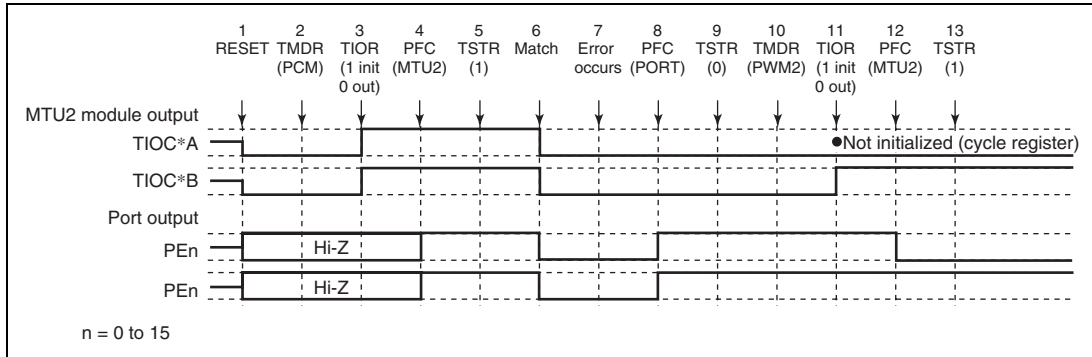 1 2 3 4 5 6 7 8 9 10 11 12 13
RESET TMDR TIOR PFC TSTR Match Error PFC TSTR TMDR TIOR PFC TSTR
(PCM) (1 init (MTU2) (1) occurs (PORT) (0) (PWM2) (1 init (MTU2) (1)
0 out) 0 out)
MTU2 module output
TIOC*A
●Not initialized (cycle register)
TIOC*B
Port output
PEn
Hi-Z
PEn
Hi-Z
n = 0 to 15